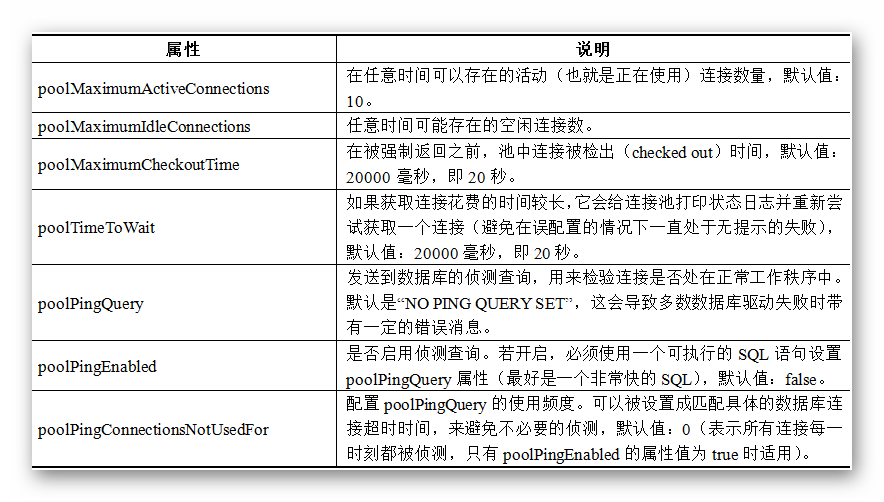 属性 说明
poolMaximumActiveConnections
在任意时间可以存在的活动（也就是正在使用）连接数量，默认值：
10。
poolMaximumIdleConnections
任意时间可能存在的空闲连接数。
poolMaximumCheckoutTime
在被强制返回之前，池中连接被检出（checked out）时间，默认值：
20000 毫秒，即 20 秒。
poolTimeToWait
如果获取连接花费的时间较长，它会给连接池打印状态日志并重新尝
试获取一个连接（避免在误配置的情况下一直处于无提示的失败），
默认值：20000 毫秒，即 20 秒。
poolPingQuery
发送到数据库的侦测查询，用来检验连接是否处在正常工作秩序中。
默认是“NO PING QUERY SET”，这会导致多数数据库驱动失败时带
有一定的错误消息。
poolPingEnabled
是否启用侦测查询。若开启，必须使用一个可执行的 SQL 语句设置
poolPingQuery 属性（最好是一个非常快的 SQL），默认值：false。
poolPingConnectionsNotUsedFor
配置 poolPingQuery 的使用频度。可以被设置成匹配具体的数据库连
接超时时间，来避免不必要的侦测，默认值：0（表示所有连接每一
时刻都被侦测，只有 poolPingEnabled 的属性值为 true 时适用）。